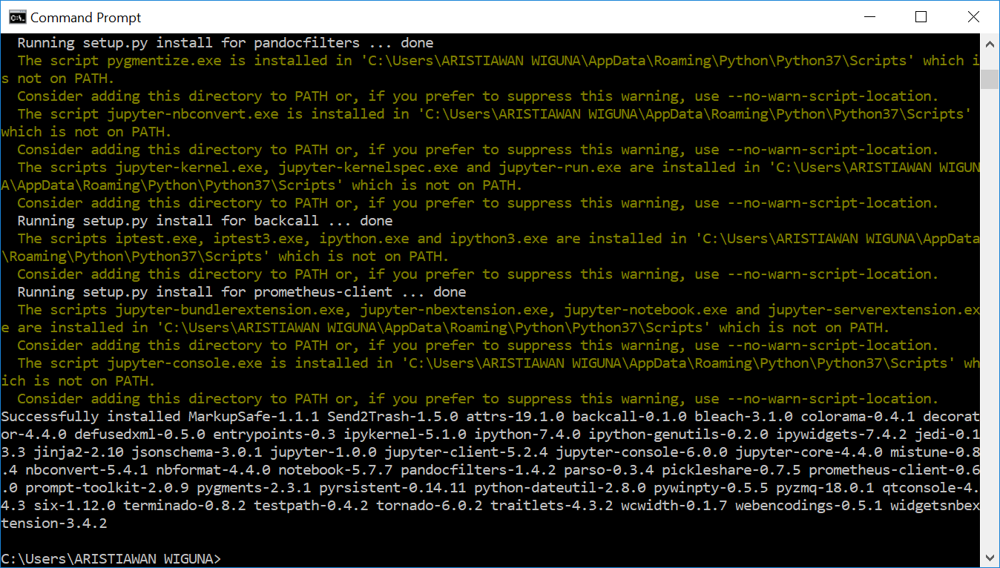 Command Prompt
Running setup.py install for pandocfilters ... done
The script pygmentize.exe is installed in 'C:\Users\ARISTIAWAN WIGUNA\AppData\Roaming\Python\Python37\Scripts' which i
s not on PATH.
Consider adding this directory to PATH or, if you prefer to suppress this warning, use --no-warn-script-location.
The script jupyter-nbconvert.exe is installed in 'C:\Users\ARISTIAWAN WIGUNA\AppData\Roaming\Python\Python37\Scripts'
which is not on PATH.
Consider adding this directory to PATH or, if you prefer to suppress this warning, use --no-warn-script-location.
The scripts jupyter-kernel.exe, jupyter-kernelspec.exe and jupyter-run.exe are installed in 'C:\Users\ARISTIAWAN WIGUN
A\AppData\Roaming\Python\Python37\Scripts' which is not on PATH.
Consider adding this directory to PATH or, if you prefer to suppress this warning, use --no-warn-script-location.
Running setup.py install for backcall ... done
The scripts iptest.exe, iptest3.exe, ipython.exe and ipython3.exe are installed in 'C:\Users\ARISTIAWAN WIGUNA\AppData
\Roaming\Python\Python37\Scripts' which is not on PATH.
Consider adding this directory to PATH or, if you prefer to suppress this warning, use --no-warn-script-location.
Running setup.py install for prometheus-client ... done
The scripts jupyter-bundlerextension.exe, jupyter-nbextension.exe, jupyter-notebook.exe and jupyter-serverextension.ex
e are installed in 'C:\Users\ARISTIAWAN WIGUNA\AppData\Roaming\Python\Python37\Scripts' which is not on PATH.
Consider adding this directory to PATH or, if you prefer to suppress this warning, use --no-warn-script-location.
The script jupyter-console.exe is installed in 'C:\Users\ARISTIAWAN WIGUNA\AppData\Roaming\Python\Python37\Scripts' wh
ich is not on PATH.
Consider adding this directory to PATH or, if you prefer to suppress this warning, use --no-warn-script-location.
Successfully installed MarkupSafe-1.1.1 Send2Trash-1.5.0 attrs-19.1.0 backcall-0.1.0 bleach-3.1.0 colorama-0.4.1 decorat
or-4.4.0 defusedxml-0.5.0 entrypoints-0.3 ipykernel-5.1.0 ipython-7.4.0 ipython-genutils-0.2.0 ipywidgets-7.4.2 jedi-0.1
3.3 jinja2-2.10 jsonschema-3.0.1 jupyter-1.0.0 jupyter-client-5.2.4 jupyter-console-6.0.0 jupyter-core-4.4.0 mistune-0.8
.4 nbconvert-5.4.1 nbformat-4.4.0 notebook-5.7.7 pandocfilters-1.4.2 parso-0.3.4 pickleshare-0.7.5 prometheus-client-0.6
.0 prompt-toolkit-2.0.9 pygments-2.3.1 pyrsistent-0.14.11 python-dateutil-2.8.0 pywinpty-0.5.5 pyzmq-18.0.1 qtconsole-4.
4.3 six-1.12.0 terminado-0.8.2 testpath-0.4.2 tornado-6.0.2 traitlets-4.3.2 wcwidth-0.1.7 webencodings-0.5.1 widgetsnbex
tension-3.4.2
C:\Users\ARISTIAWAN WIGUNA>